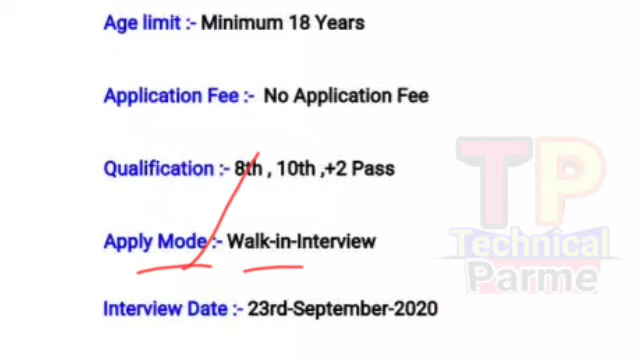 Age limit :- Minimum 18 Years
Application Fee :- No Application Fee
Qualification :- 8th , 10th ,+2 Pass
Apply Mode :- Walk-in-Interview
Interview Date :- 23rd-September-2020
TP
Technical
Parme